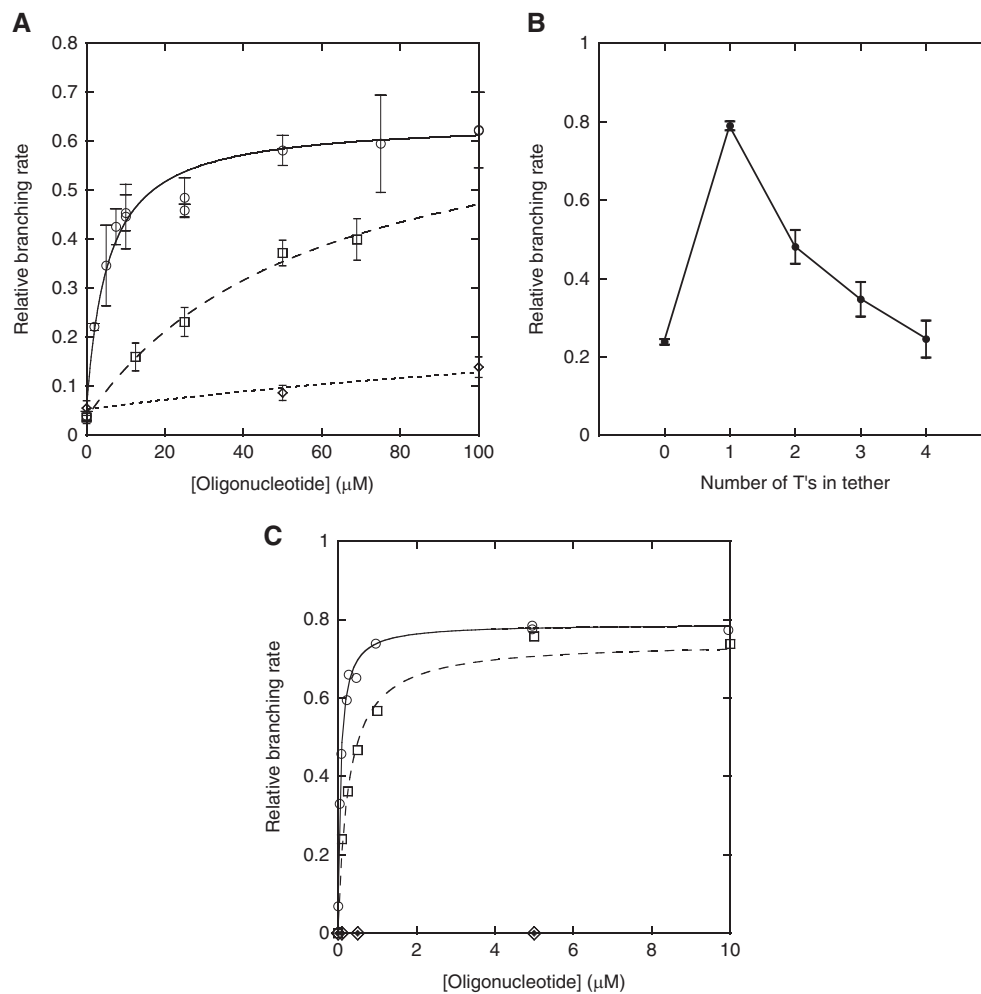 A
B
0.8
0.7
0.6
0.5
0.4
0.3
0.2
0.1
0
Relative branching rate
0 20 40 60 80 100
[Oligonucleotide] (μM)
1
0.8
0.6
0.4
0.2
0
Relative branching rate
0 1 2 3 4
Number of T's in tether
C
1
0.8
0.6
0.4
0.2
0
Relative branching rate
0 2 4 6 8 10
[Oligonucleotide] (μM)